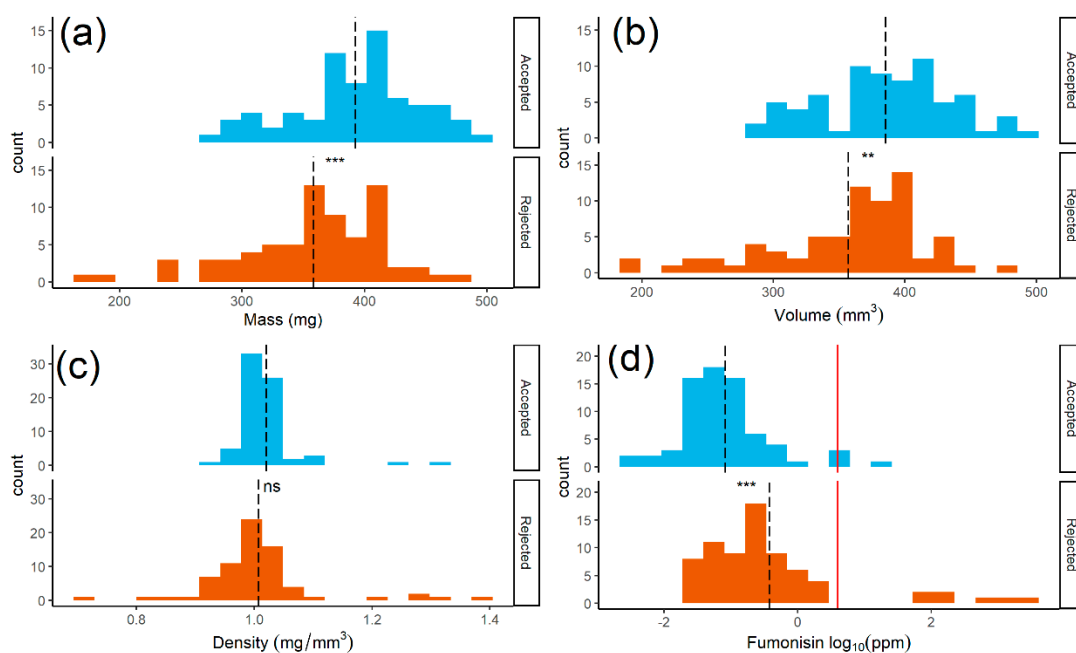 (a)
count
15
10
5
0
Accepted
***
15
10
5
0
Rejected
200
300
400
500
Mass (mg)
(b)
count
15
10
5
0
Accepted
**
15
10
5
0
Rejected
200
300
400
500
Volume (mm³)
(c)
count
30
20
10
0
Accepted
ns
30
20
10
0
Rejected
0.8
1.0
1.2
1.4
Density (mg/mm³)
(d)
count
20
15
10
5
0
Accepted
***
20
15
10
5
0
Rejected
-2
0
2
Fumonisin log₁₀(ppm)